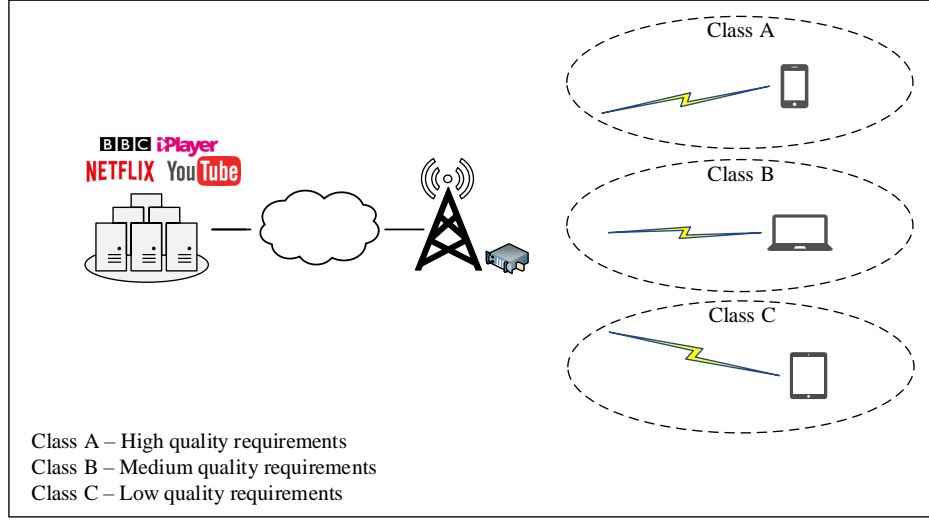 Class A
BBC iPlayer
NETFLIX YouTube
Class B
Class C
Class A – High quality requirements
Class B – Medium quality requirements
Class C – Low quality requirements